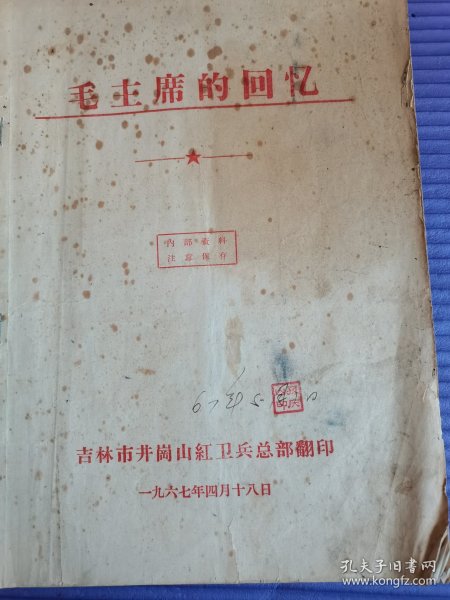 毛主席的回忆
内部资料
注意保存
吉林市井崗山紅卫兵总部翻印
一九六七年四月十八日
孔夫子旧书网
www.kongfz.com